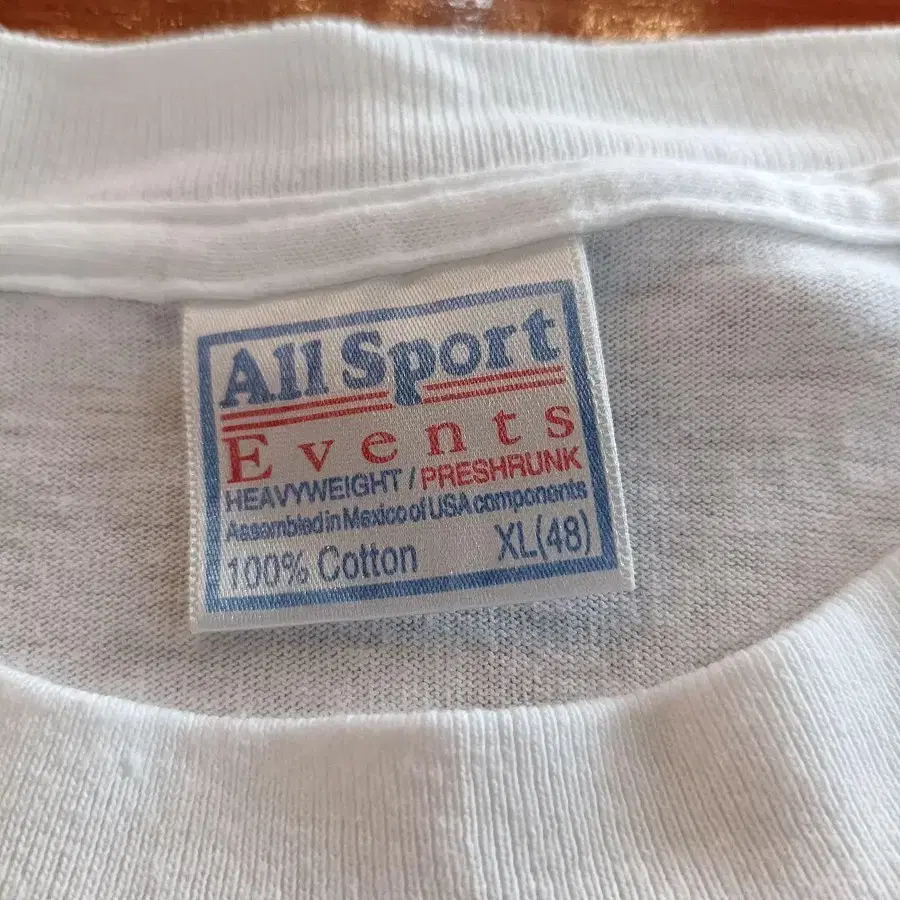 All Sport
Events
HEAVYWEIGHT / PRESHRUNK
Assembled in Mexico of USA components
100% Cotton XL(48)